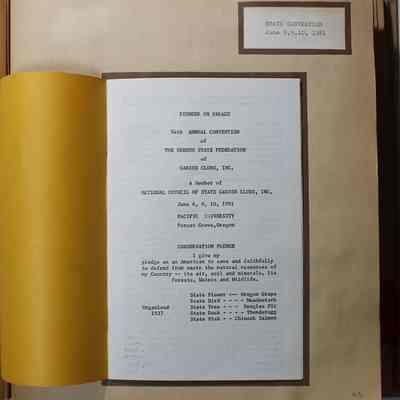 STATE CONVENTION
June 8,9,10, 1981
PIONEER ON PARADE
54th ANNUAL CONVENTION
of
THE OREGON STATE FEDERATION
of
GARDEN CLUBS, INC.
A Member of
NATIONAL COUNCIL OF STATE GARDEN CLUBS, INC.
June 8, 9, 10, 1981
PACIFIC UNIVERSITY
Forest Grove, Oregon
CONSERVATION PLEDGE
I give my
pledge as an American to save and faithfully
to defend from waste the natural resources of
my Country -- its air, soil and minerals, its
Forests, Waters and Wildlife.
State Flower --- Oregon Grape
State Bird - - - - Meadowlark
Organized State Tree - - - Douglas Fir
1927 State Rock - - - Thunderegg
State Fish - - Chinook Salmon